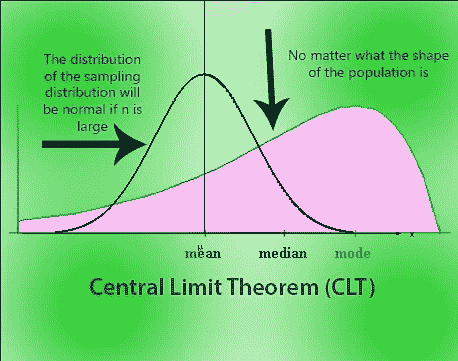 The distribution
of the sampling
distribution will
be normal if n is
large
No matter what the shape
of the population is
mean
median
mode
x
Central Limit Theorem (CLT)